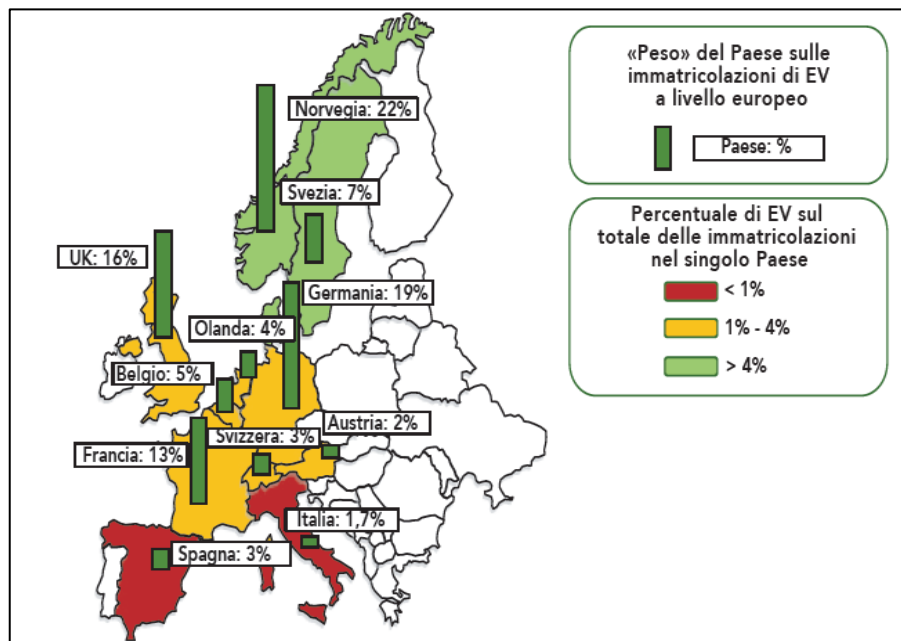 Norvegia: 22%
Svezia: 7%
UK: 16%
Germania: 19%
Olanda: 4%
Belgio: 5%
Austria: 2%
Svizzera: 3%
Francia: 13%
Italia: 1,7%
Spagna: 3%
«Peso» del Paese sulle
immatricolazioni di EV
a livello europeo
Paese: %
Percentuale di EV sul
totale delle immatricolazioni
nel singolo Paese
< 1%
1% - 4%
> 4%